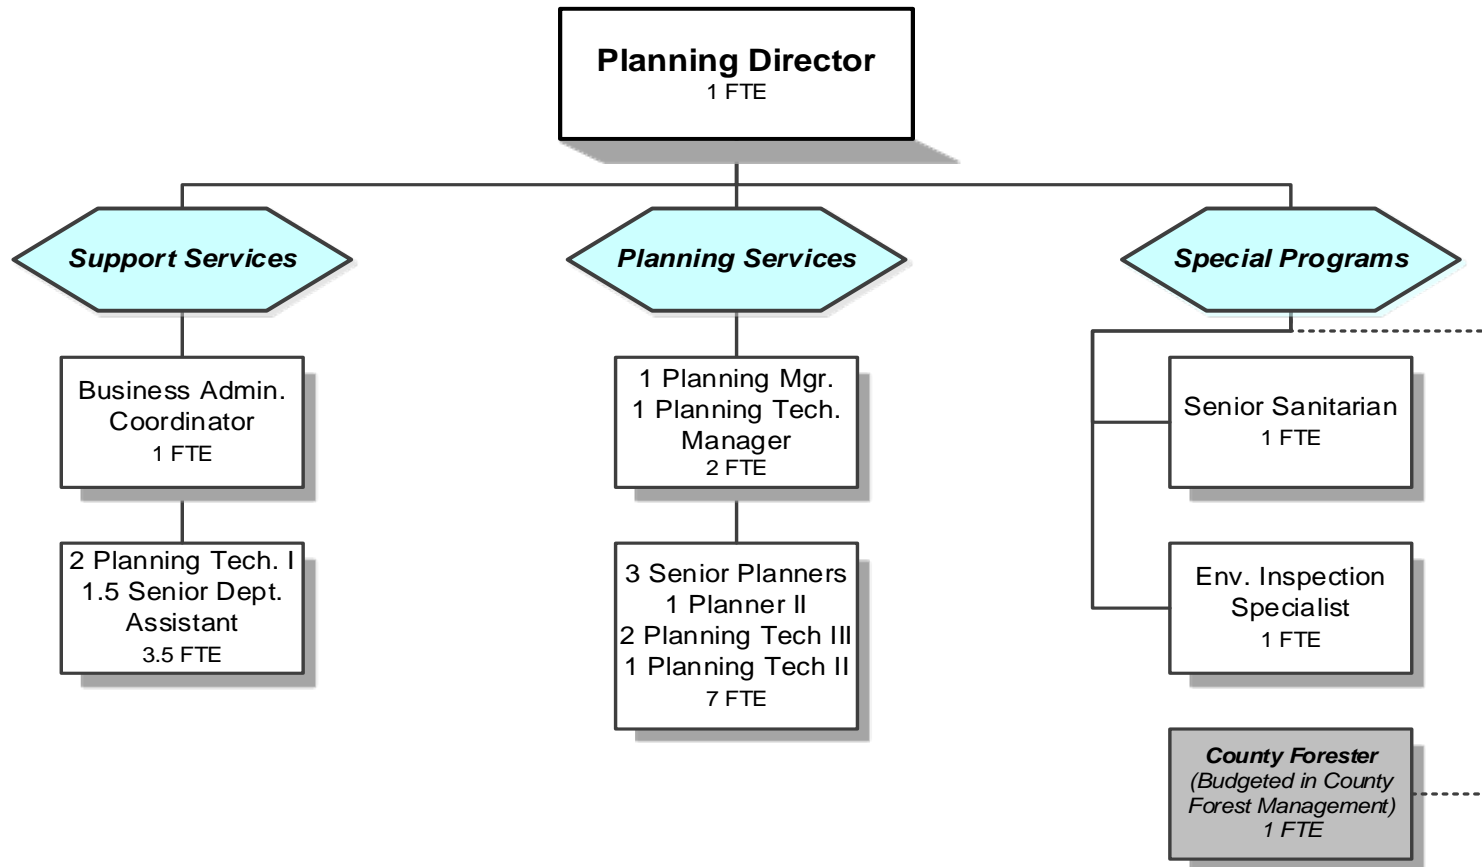 Planning Director
1 FTE
Support Services
Planning Services
Special Programs
Business Admin.
Coordinator
1 FTE
1 Planning Mgr.
1 Planning Tech.
Manager
2 FTE
Senior Sanitarian
1 FTE
2 Planning Tech. I
1.5 Senior Dept.
Assistant
3.5 FTE
3 Senior Planners
1 Planner II
2 Planning Tech III
1 Planning Tech II
7 FTE
Env. Inspection
Specialist
1 FTE
County Forester
(Budgeted in County
Forest Management)
1 FTE